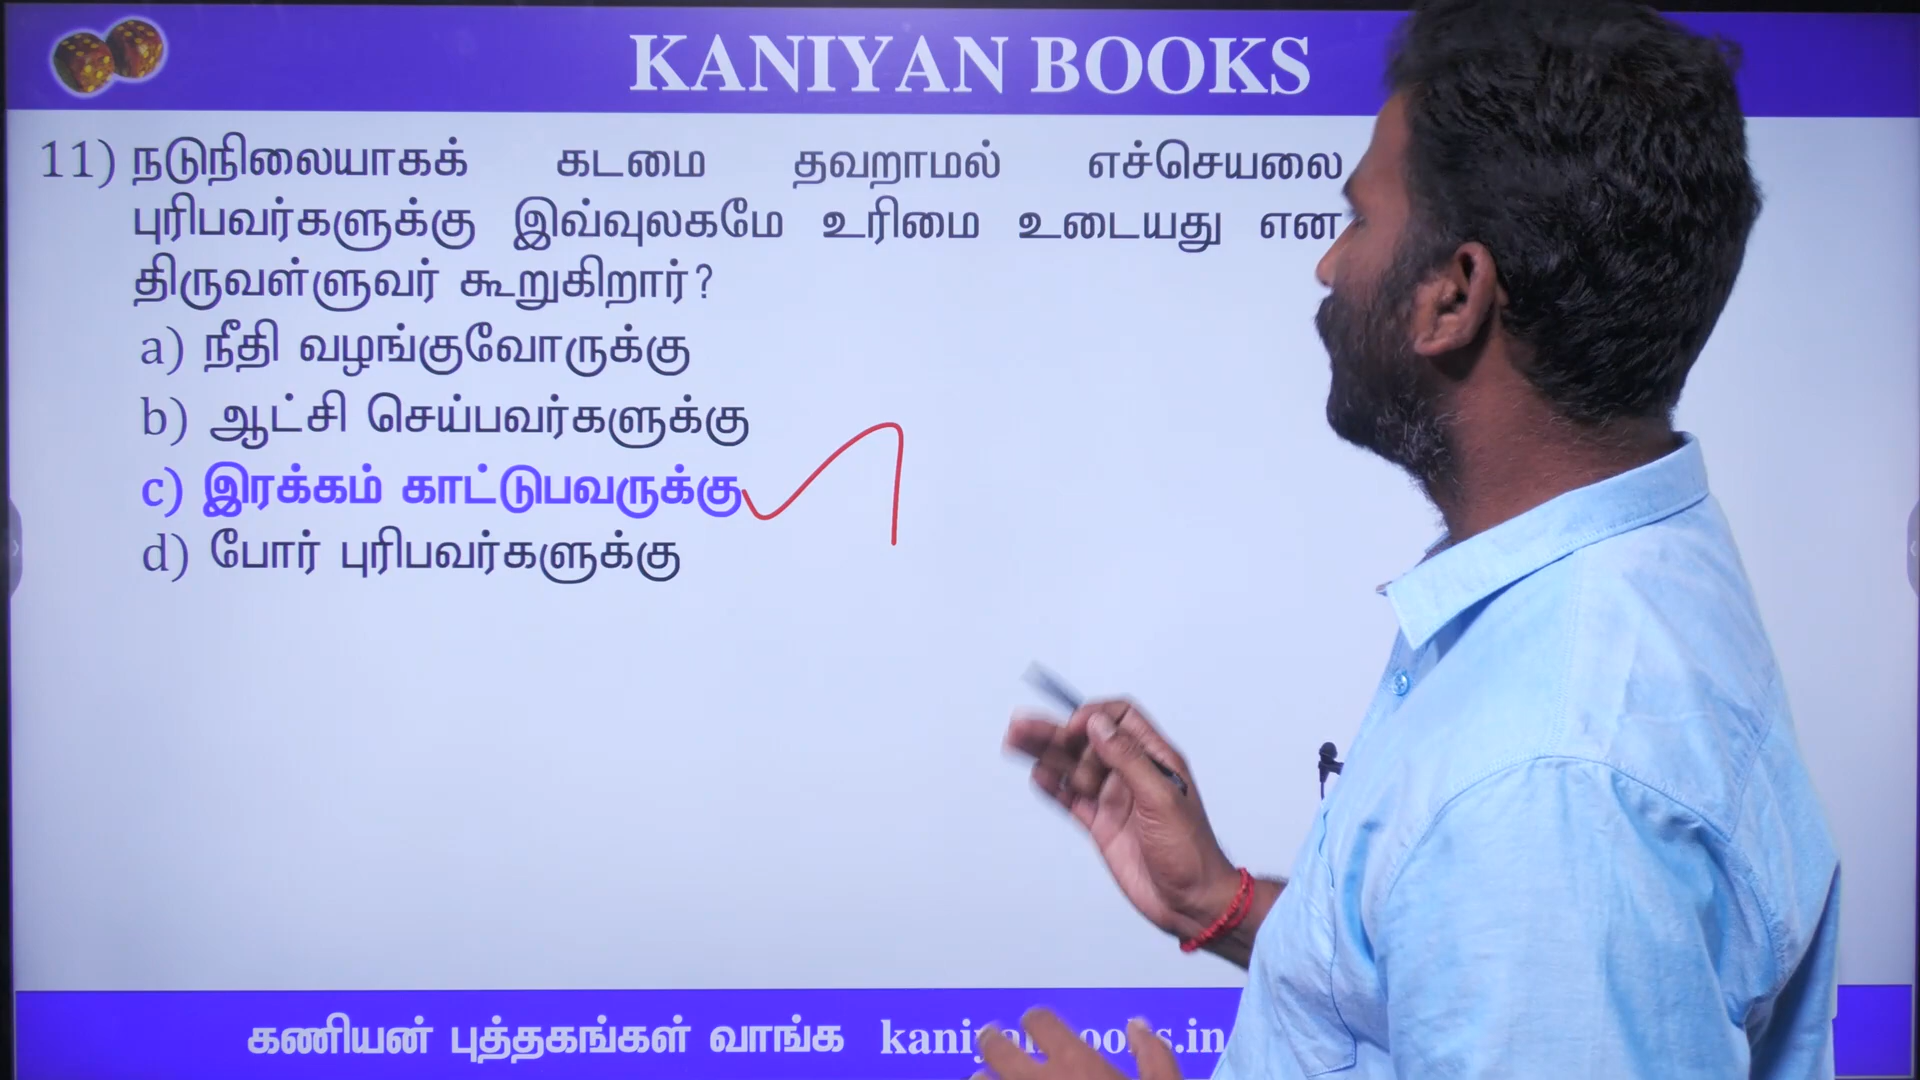 KANIYAN BOOKS
11) நடுநிலையாகக் கடமை தவறாமல் எச்செயலை
புரிபவர்களுக்கு இவ்வுலகமே உரிமை உடையது என
திருவள்ளுவர் கூறுகிறார்?
a) நீதி வழங்குவோருக்கு
b) ஆட்சி செய்பவர்களுக்கு
c) இரக்கம் காட்டுபவருக்கு
d) போர் புரிபவர்களுக்கு
கணியன் புத்தகங்கள் வாங்க